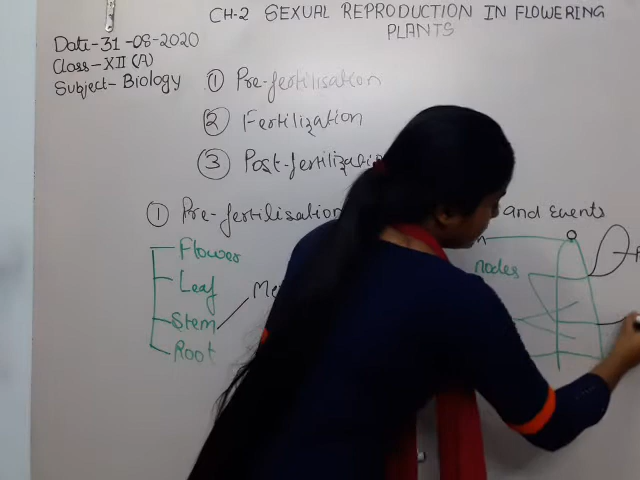 CH-2 SEXUAL REPRODUCTION IN FLOWERING
PLANTS
Date-31-08-2020
Class-XII (A)
Subject-Biology
① Pre-fertilisation
② Fertilization
③ Post-fertilizati
① Pre-fertilisation and Events
Flower
Leaf
nodes
Stem
Root